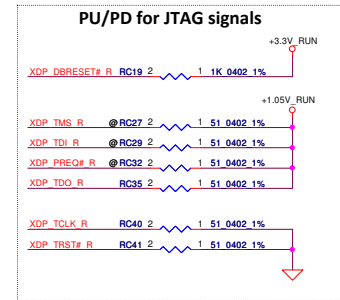 PU/PD for JTAG signals
+3.3V_RUN
XDP_DBRESET#_R RC19 2 1 1K_0402_1%
+1.05V_RUN
XDP_TMS_R @ RC27 2 1 51_0402_1%
XDP_TDI_R @ RC29 2 1 51_0402_1%
XDP_PREQ#_R @ RC32 2 1 51_0402_1%
XDP_TDO_R RC35 2 1 51_0402_1%
XDP_TCLK_R RC40 2 1 51_0402_1%
XDP_TRST#_R RC41 2 1 51_0402_1%